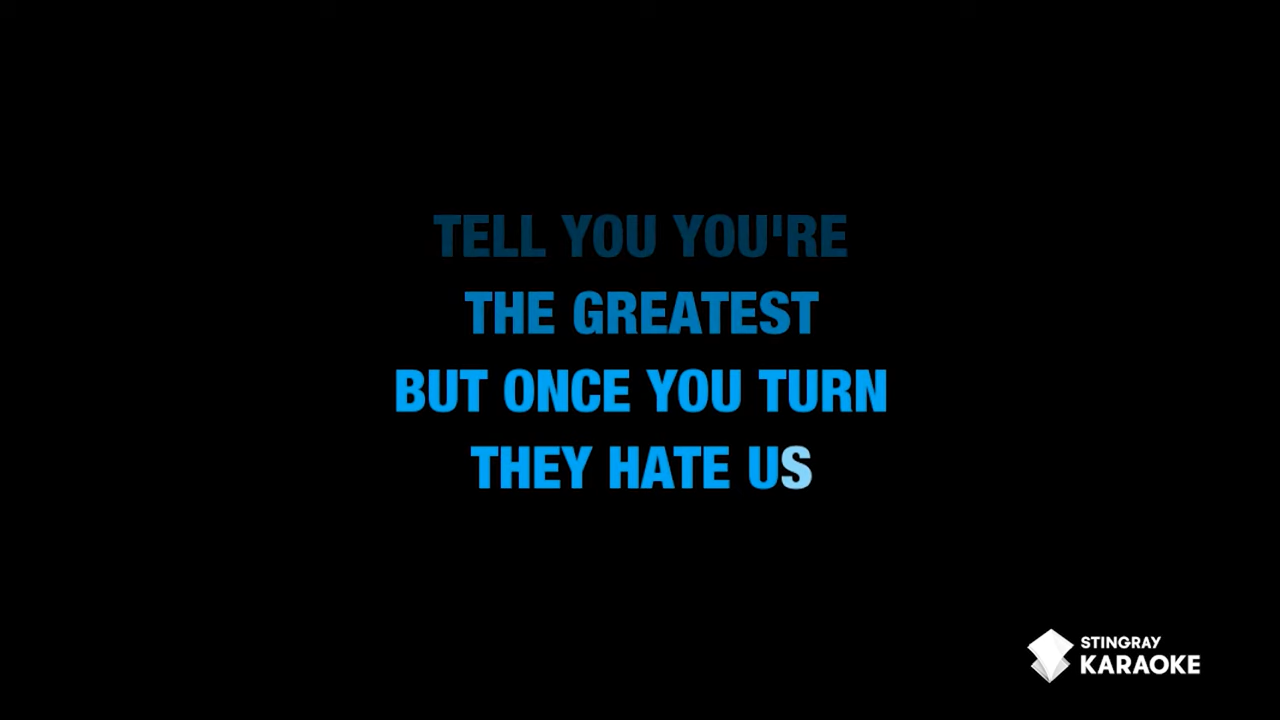 TELL YOU YOU'RE
THE GREATEST
BUT ONCE YOU TURN
THEY HATE US
STINGRAY
KARAOKE